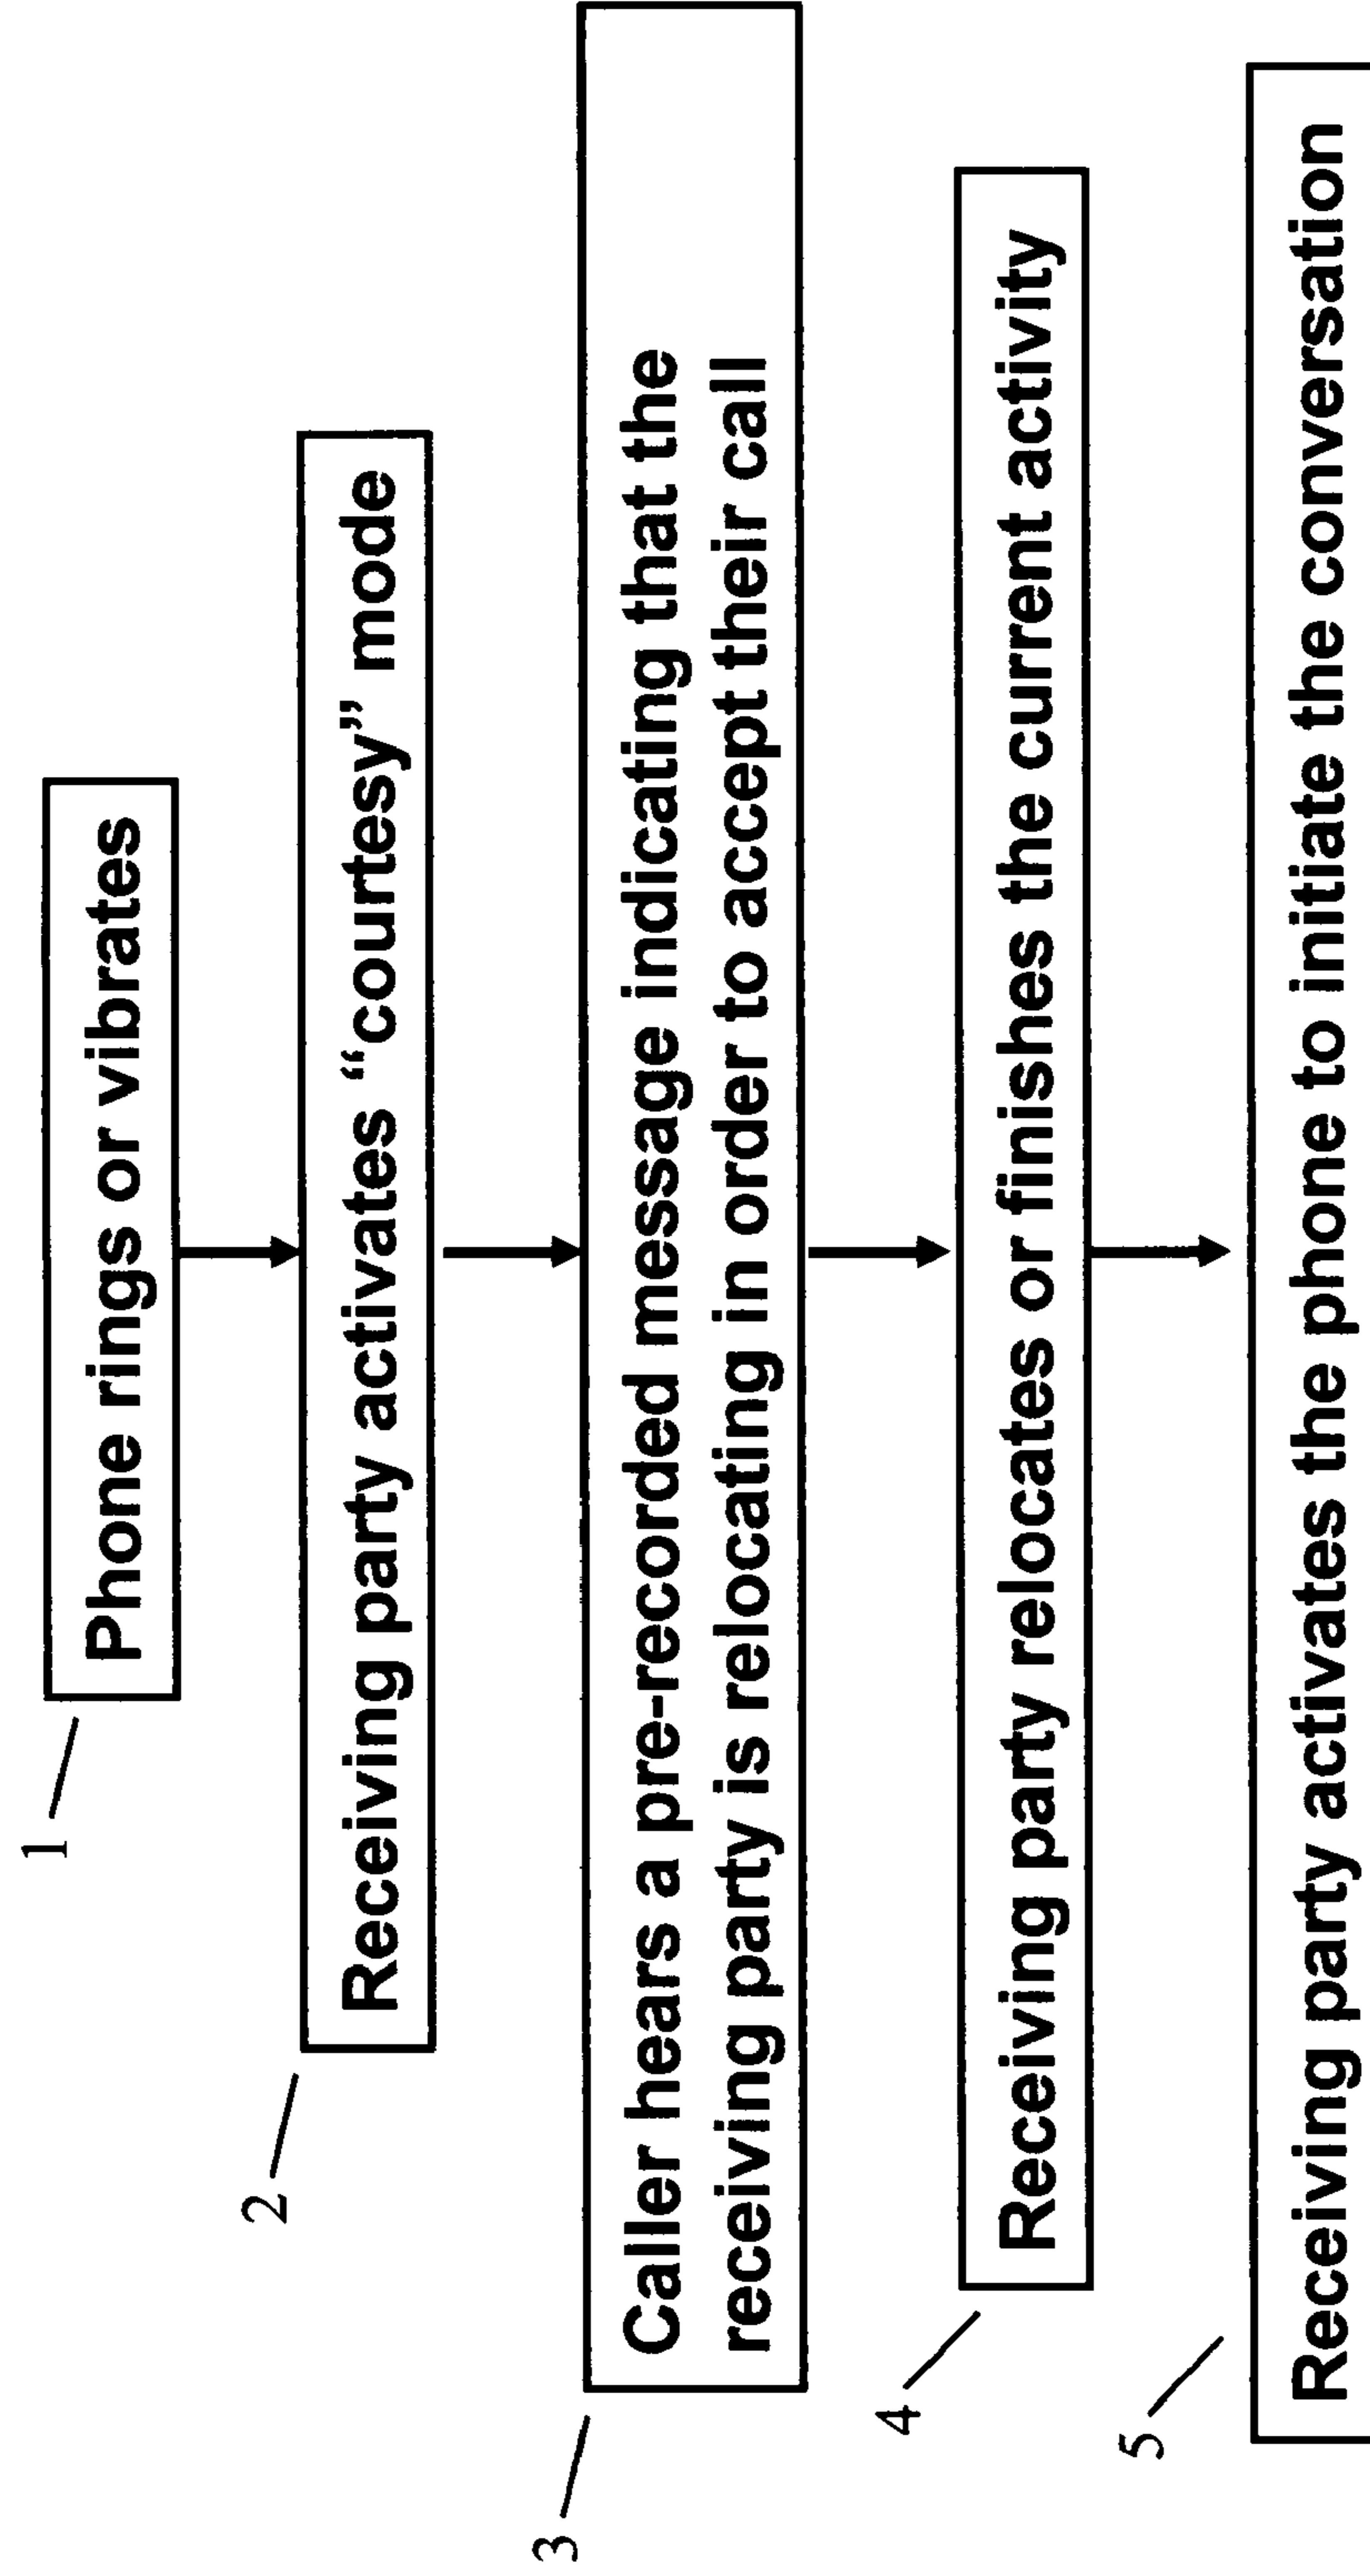 1
Phone rings or vibrates
2
Receiving party activates “courtesy” mode
3
Caller hears a pre-recorded message indicating that the
receiving party is relocating in order to accept their call
4
Receiving party relocates or finishes the current activity
5
Receiving party activates the phone to initiate the conversation